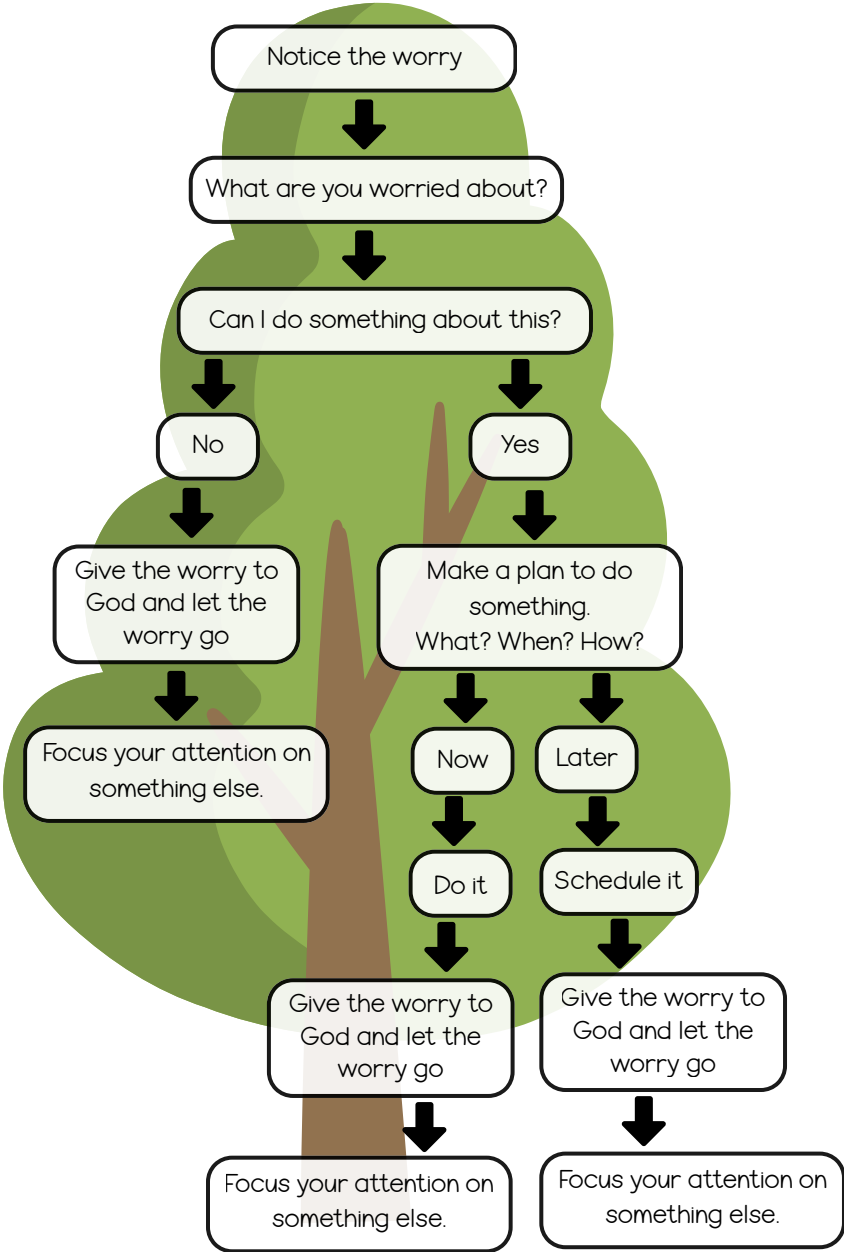 Notice the worry
What are you worried about?
Can I do something about this?
No
Yes
Give the worry to
God and let the
worry go
Make a plan to do
something.
What? When? How?
Focus your attention on
something else.
Now
Later
Do it
Schedule it
Give the worry to
God and let the
worry go
Give the worry to
God and let the
worry go
Focus your attention on
something else.
Focus your attention on
something else.